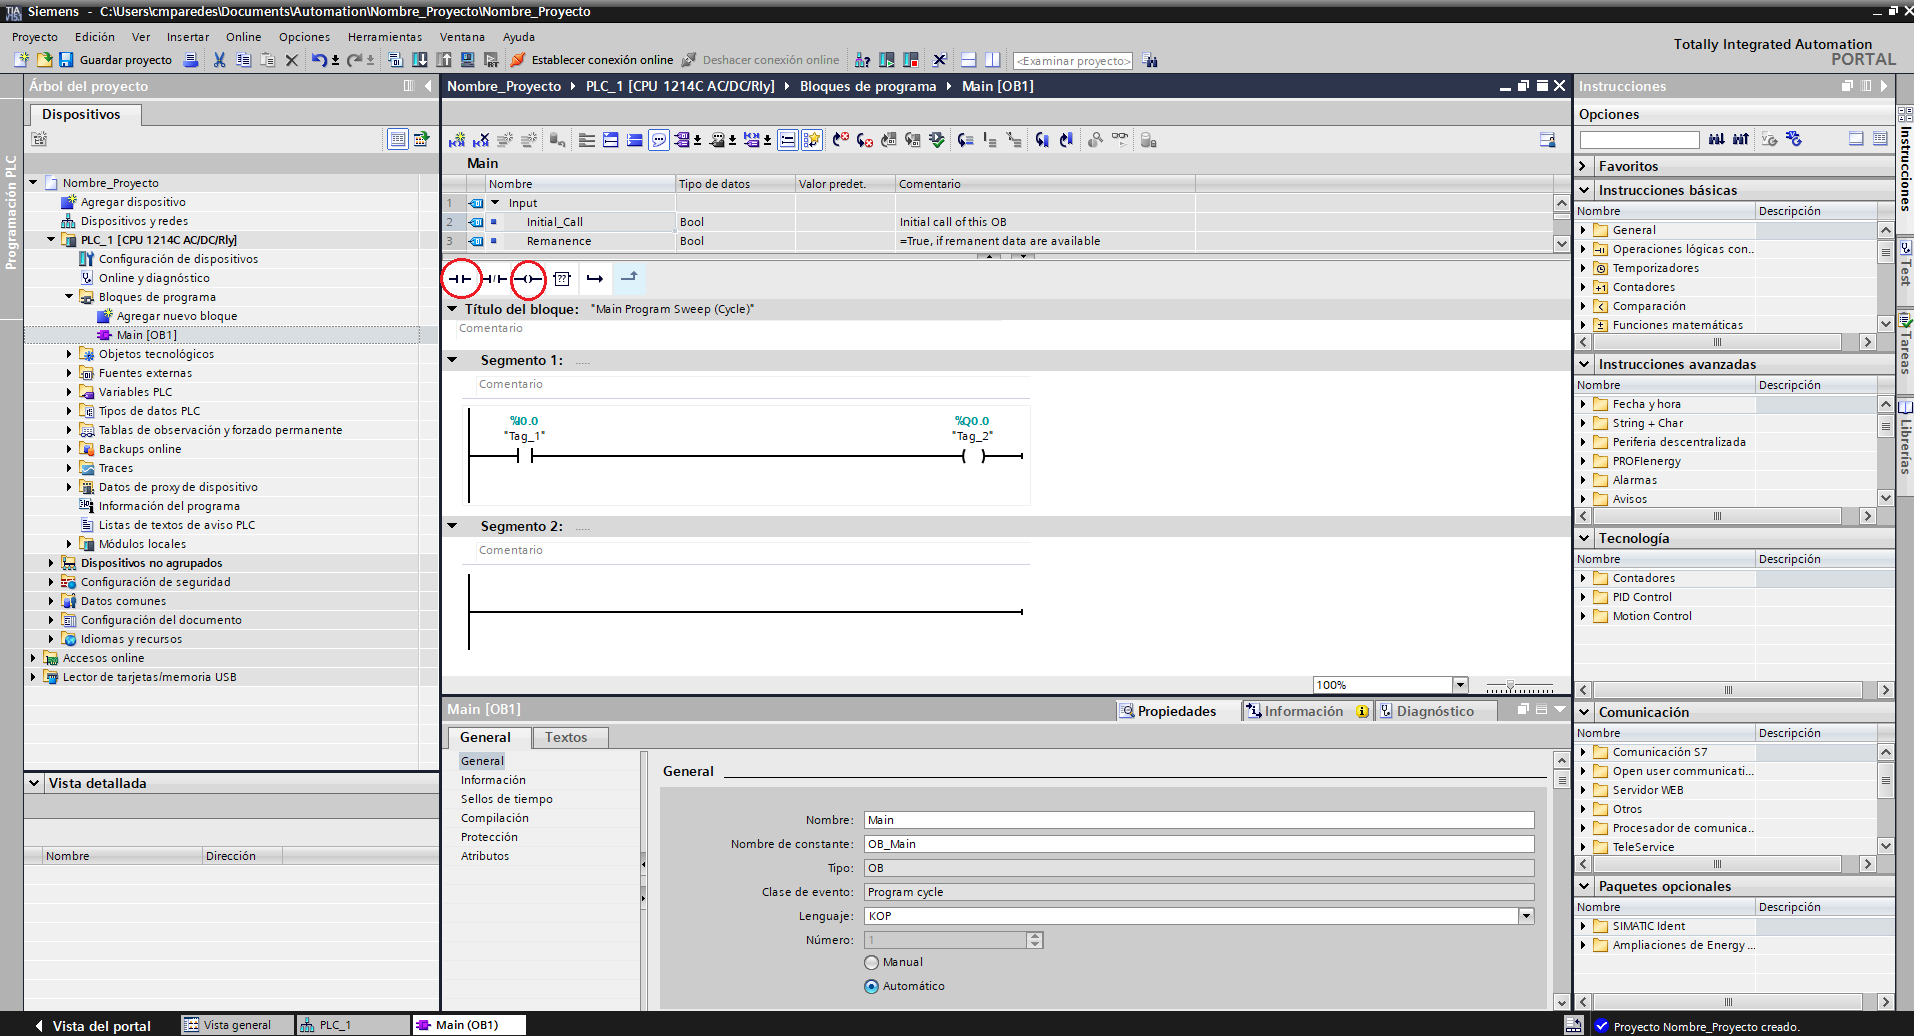 Siemens  -  C:\Users\cmparedes\Documents\Automation\Nombre_Proyecto\Nombre_Proyecto
Proyecto Edición Ver Insertar Online Opciones Herramientas Ventana Ayuda
Totally Integrated Automation
PORTAL
Guardar proyecto Establecer conexión online Deshacer conexión online <Examinar proyecto>
Programación PLC
Árbol del proyecto
Dispositivos
Nombre_Proyecto
Agregar dispositivo
Dispositivos y redes
PLC_1 [CPU 1214C AC/DC/Rly]
Configuración de dispositivos
Online y diagnóstico
Bloques de programa
Agregar nuevo bloque
Main [OB1]
Objetos tecnológicos
Fuentes externas
Variables PLC
Tipos de datos PLC
Tablas de observación y forzado permanente
Backups online
Traces
Datos de proxy de dispositivo
Información del programa
Listas de textos de aviso PLC
Módulos locales
Dispositivos no agrupados
Configuración de seguridad
Datos comunes
Configuración del documento
Idiomas y recursos
Accesos online
Lector de tarjetas/memoria USB
Vista detallada
Nombre Dirección
Nombre_Proyecto PLC_1 [CPU 1214C AC/DC/Rly] Bloques de programa Main [OB1]
Main
Nombre Tipo de datos Valor predet. Comentario
1 Input
2 Initial_Call Bool Initial call of this OB
3 Remanence Bool =True, if remanent data are available
??
Título del bloque: "Main Program Sweep (Cycle)"
Comentario
Segmento 1: .....
Comentario
%I0.0 %Q0.0
"Tag_1" "Tag_2"
Segmento 2: .....
Comentario
100%
Main [OB1] Propiedades Información Diagnóstico
General Textos
General
Información
Sellos de tiempo
Compilación
Protección
Atributos
General
Nombre: Main
Nombre de constante: OB_Main
Tipo: OB
Clase de evento: Program cycle
Lenguaje: KOP
Número: 1
Manual
Automático
Instrucciones
Opciones
Favoritos
Instrucciones básicas
Nombre Descripción
General
Operaciones lógicas con..
Temporizadores
Contadores
Comparación
Funciones matemáticas
Instrucciones avanzadas
Nombre Descripción
Fecha y hora
String + Char
Periferia descentralizada
PROFIenergy
Alarmas
Avisos
Tecnología
Nombre Descripción
Contadores
PID Control
Motion Control
Comunicación
Nombre Descripción
Comunicación S7
Open user communicati...
Servidor WEB
Otros
Procesador de comunica..
TeleService
Paquetes opcionales
Nombre Descripción
SIMATIC Ident
Ampliaciones de Energy ...
Instrucciones
Test
Tareas
Librerías
Vista del portal Vista general PLC_1 Main (OB1) Proyecto Nombre_Proyecto creado.